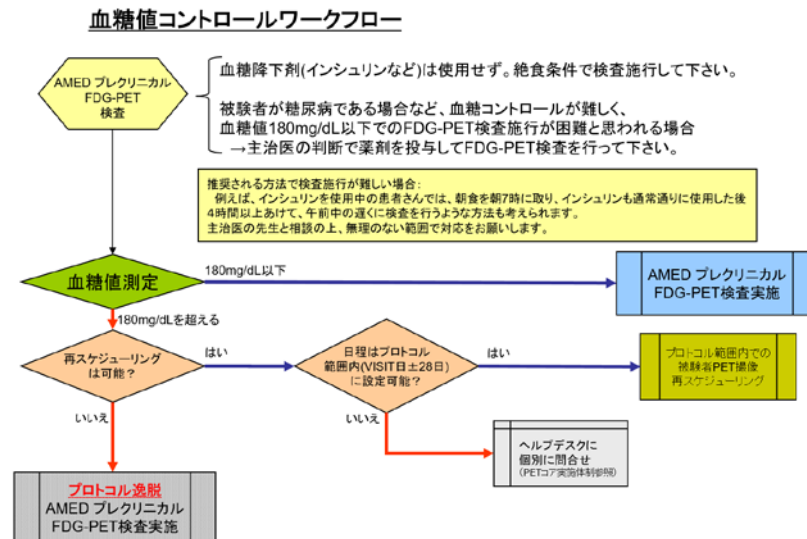 血糖値コントロールワークフロー
AMED プレクリニカル
FDG-PET
検査
血糖降下剤(インシュリンなど)は使用せず。絶食条件で検査施行して下さい。
被験者が糖尿病である場合など、血糖コントロールが難しく、
血糖値180mg/dL以下でのFDG-PET検査施行が困難と思われる場合
→主治医の判断で薬剤を投与してFDG-PET検査を行って下さい。
推奨される方法で検査施行が難しい場合:
例えば、インシュリンを使用中の患者さんでは、朝食を朝7時に取り、インシュリンも通常通りに使用した後
4時間以上あけて、午前中の遅くに検査を行うような方法も考えられます。
主治医の先生と相談の上、無理のない範囲で対応をお願いします。
血糖値測定
180mg/dL以下
AMED プレクリニカル
FDG-PET検査実施
180mg/dLを超える
再スケジューリング
は可能？
はい
日程はプロトコル
範囲内(VISIT日±28日)
に設定可能？
はい
プロトコル範囲内での
被験者PET撮像
再スケジューリング
いいえ
いいえ
ヘルプデスクに
個別に問合せ
(PETコア実施体制参照)
プロトコル逸脱
AMED プレクリニカル
FDG-PET検査実施